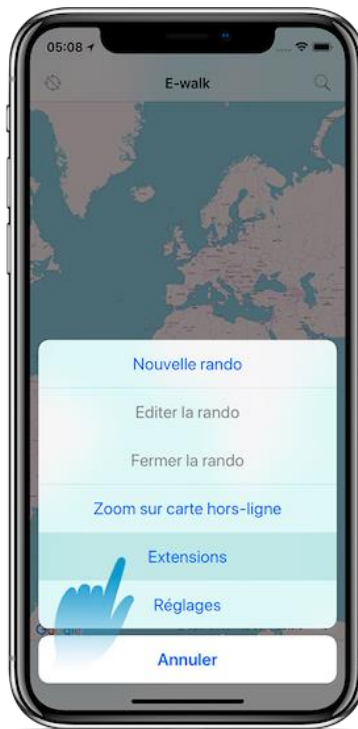 05:08
E-walk
Nouvelle rando
Editer la rando
Fermer la rando
Zoom sur carte hors-ligne
Extensions
Réglages
Annuler